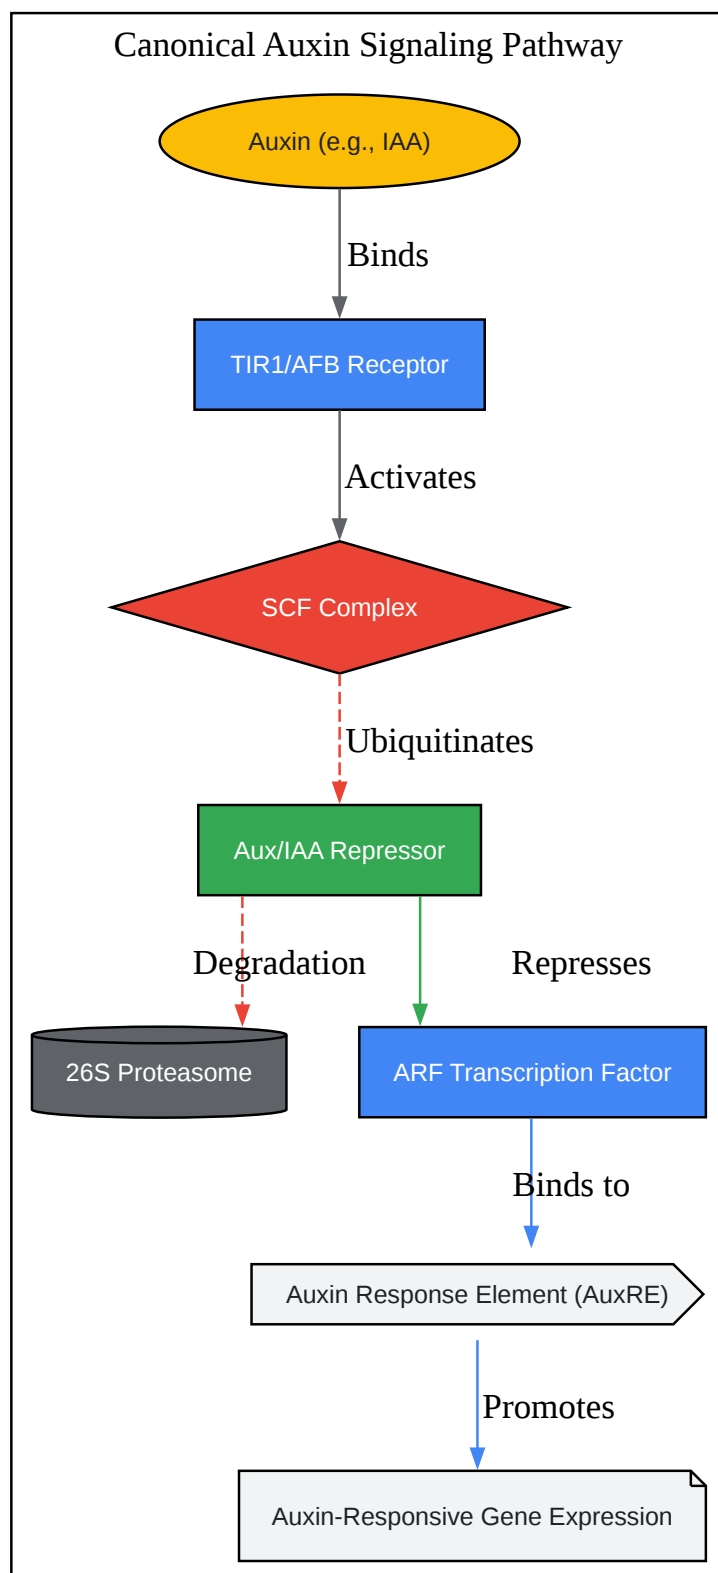 Canonical Auxin Signaling Pathway
Auxin (e.g., IAA)
Binds
TIR1/AFB Receptor
Activates
SCF Complex
Ubiquitinates
Aux/IAA Repressor
Degradation
Represses
26S Proteasome
ARF Transcription Factor
Binds to
Auxin Response Element (AuxRE)
Promotes
Auxin-Responsive Gene Expression